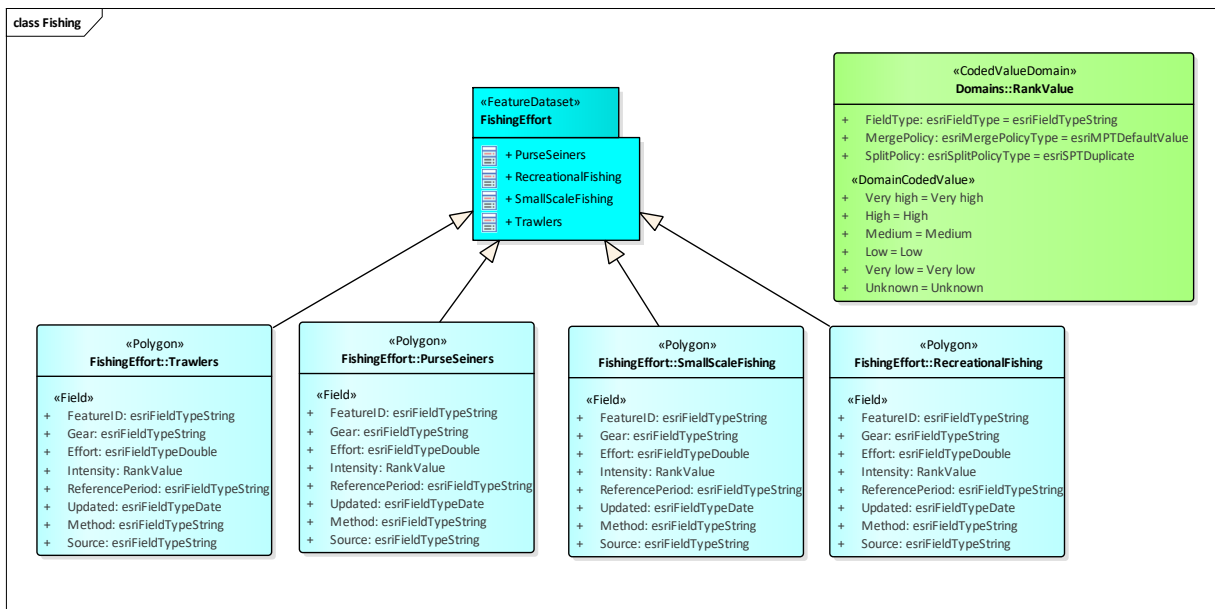 class Fishing
«FeatureDataset»
FishingEffort
+ PurseSeiners
+ RecreationalFishing
+ SmallScaleFishing
+ Trawlers
«CodedValueDomain»
Domains::RankValue
+ FieldType: esriFieldType = esriFieldTypeString
+ MergePolicy: esriMergePolicyType = esriMPTDefaultValue
+ SplitPolicy: esriSplitPolicyType = esriSPTDuplicate
«DomainCodedValue»
+ Very high = Very high
+ High = High
+ Medium = Medium
+ Low = Low
+ Very low = Very low
+ Unknown = Unknown
«Polygon»
FishingEffort::Trawlers
«Field»
+ FeatureID: esriFieldTypeString
+ Gear: esriFieldTypeString
+ Effort: esriFieldTypeDouble
+ Intensity: RankValue
+ ReferencePeriod: esriFieldTypeString
+ Updated: esriFieldTypeDate
+ Method: esriFieldTypeString
+ Source: esriFieldTypeString
«Polygon»
FishingEffort::PurseSeiners
«Field»
+ FeatureID: esriFieldTypeString
+ Gear: esriFieldTypeString
+ Effort: esriFieldTypeDouble
+ Intensity: RankValue
+ ReferencePeriod: esriFieldTypeString
+ Updated: esriFieldTypeDate
+ Method: esriFieldTypeString
+ Source: esriFieldTypeString
«Polygon»
FishingEffort::SmallScaleFishing
«Field»
+ FeatureID: esriFieldTypeString
+ Gear: esriFieldTypeString
+ Effort: esriFieldTypeDouble
+ Intensity: RankValue
+ ReferencePeriod: esriFieldTypeString
+ Updated: esriFieldTypeDate
+ Method: esriFieldTypeString
+ Source: esriFieldTypeString
«Polygon»
FishingEffort::RecreationalFishing
«Field»
+ FeatureID: esriFieldTypeString
+ Gear: esriFieldTypeString
+ Effort: esriFieldTypeDouble
+ Intensity: RankValue
+ ReferencePeriod: esriFieldTypeString
+ Updated: esriFieldTypeDate
+ Method: esriFieldTypeString
+ Source: esriFieldTypeString